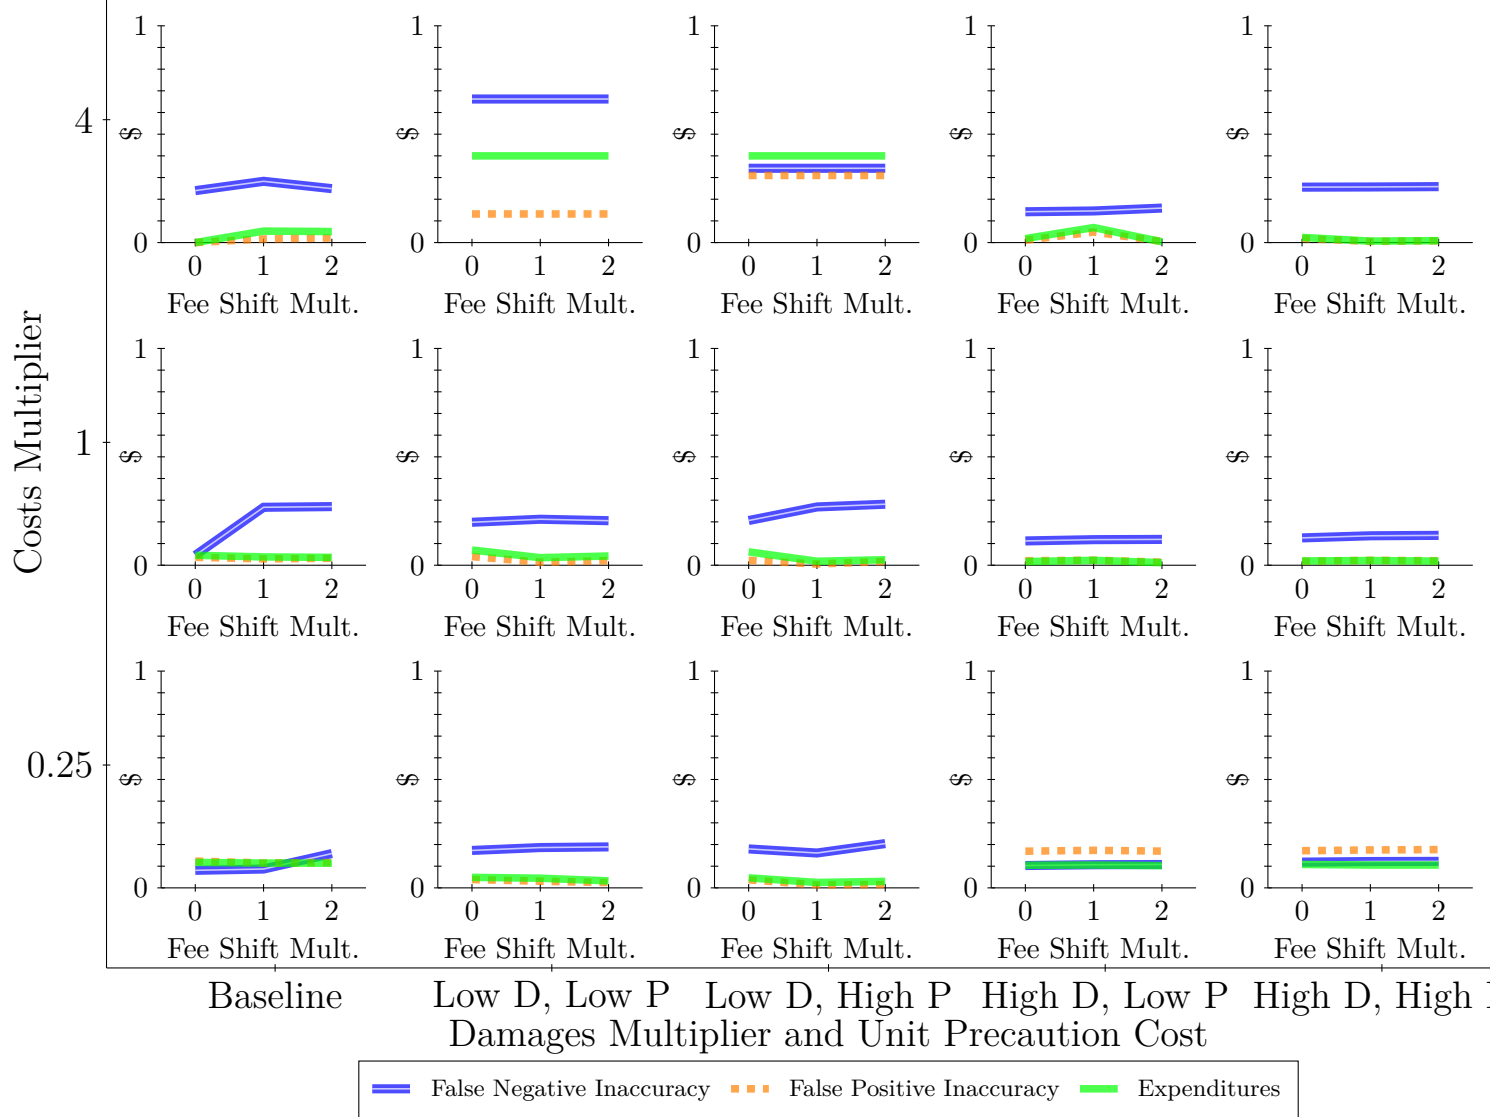 1 1 1 1 1
4 $ $ $ $ $
0 0 0 0 0
0 1 2 0 1 2 0 1 2 0 1 2 0 1 2
Fee Shift Mult. Fee Shift Mult. Fee Shift Mult. Fee Shift Mult. Fee Shift Mult.
Costs Multiplier
1 1 1 1 1
1 $ $ $ $ $
0 0 0 0 0
0 1 2 0 1 2 0 1 2 0 1 2 0 1 2
Fee Shift Mult. Fee Shift Mult. Fee Shift Mult. Fee Shift Mult. Fee Shift Mult.
1 1 1 1 1
0.25 $ $ $ $ $
0 0 0 0 0
0 1 2 0 1 2 0 1 2 0 1 2 0 1 2
Fee Shift Mult. Fee Shift Mult. Fee Shift Mult. Fee Shift Mult. Fee Shift Mult.
Baseline Low D, Low P Low D, High P High D, Low P High D, High
Damages Multiplier and Unit Precaution Cost
False Negative Inaccuracy False Positive Inaccuracy Expenditures